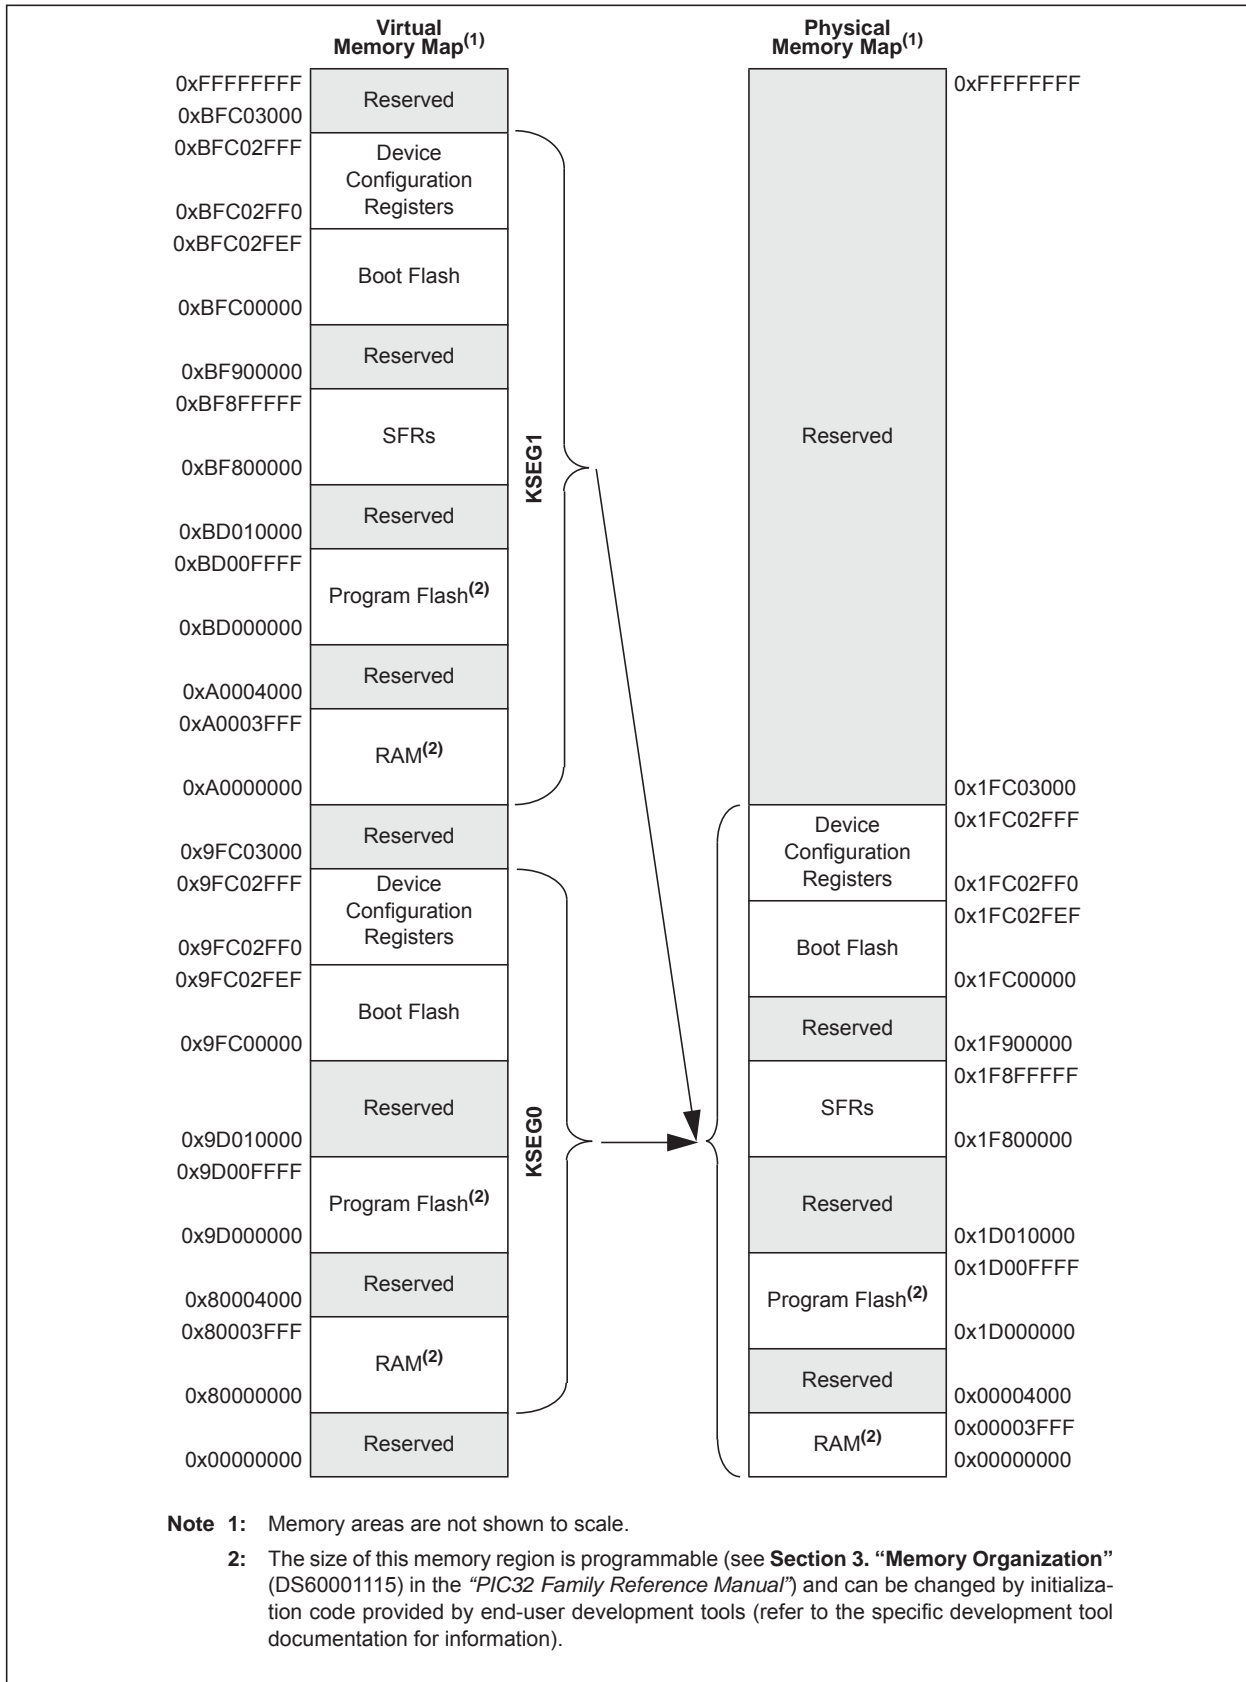 Virtual
Memory Map(1)
Physical
Memory Map(1)
0xFFFFFFFF
Reserved
0xBFC03000
0xBFC02FFF
Device
Configuration
Registers
0xBFC02FF0
0xBFC02FEF
Boot Flash
0xBFC00000
Reserved
0xBF900000
0xBF8FFFFF
SFRs
0xBF800000
Reserved
0xBD010000
0xBD00FFFF
Program Flash(2)
0xBD000000
Reserved
0xA0004000
0xA0003FFF
RAM(2)
0xA0000000
KSEG1
Reserved
0x9FC03000
0x9FC02FFF
Device
Configuration
Registers
0x9FC02FF0
0x9FC02FEF
Boot Flash
0x9FC00000
Reserved
0x9D010000
0x9D00FFFF
Program Flash(2)
0x9D000000
Reserved
0x80004000
0x80003FFF
RAM(2)
0x80000000
KSEG0
Reserved
0x00000000
0xFFFFFFFF
Reserved
0x1FC03000
0x1FC02FFF
Device
Configuration
Registers
0x1FC02FF0
0x1FC02FEF
Boot Flash
0x1FC00000
Reserved
0x1F900000
0x1F8FFFFF
SFRs
0x1F800000
Reserved
0x1D010000
0x1D00FFFF
Program Flash(2)
0x1D000000
Reserved
0x00004000
0x00003FFF
RAM(2)
0x00000000
Note 1: Memory areas are not shown to scale.
2: The size of this memory region is programmable (see Section 3. “Memory Organization”
(DS60001115) in the “PIC32 Family Reference Manual”) and can be changed by initializa-
tion code provided by end-user development tools (refer to the specific development tool
documentation for information).